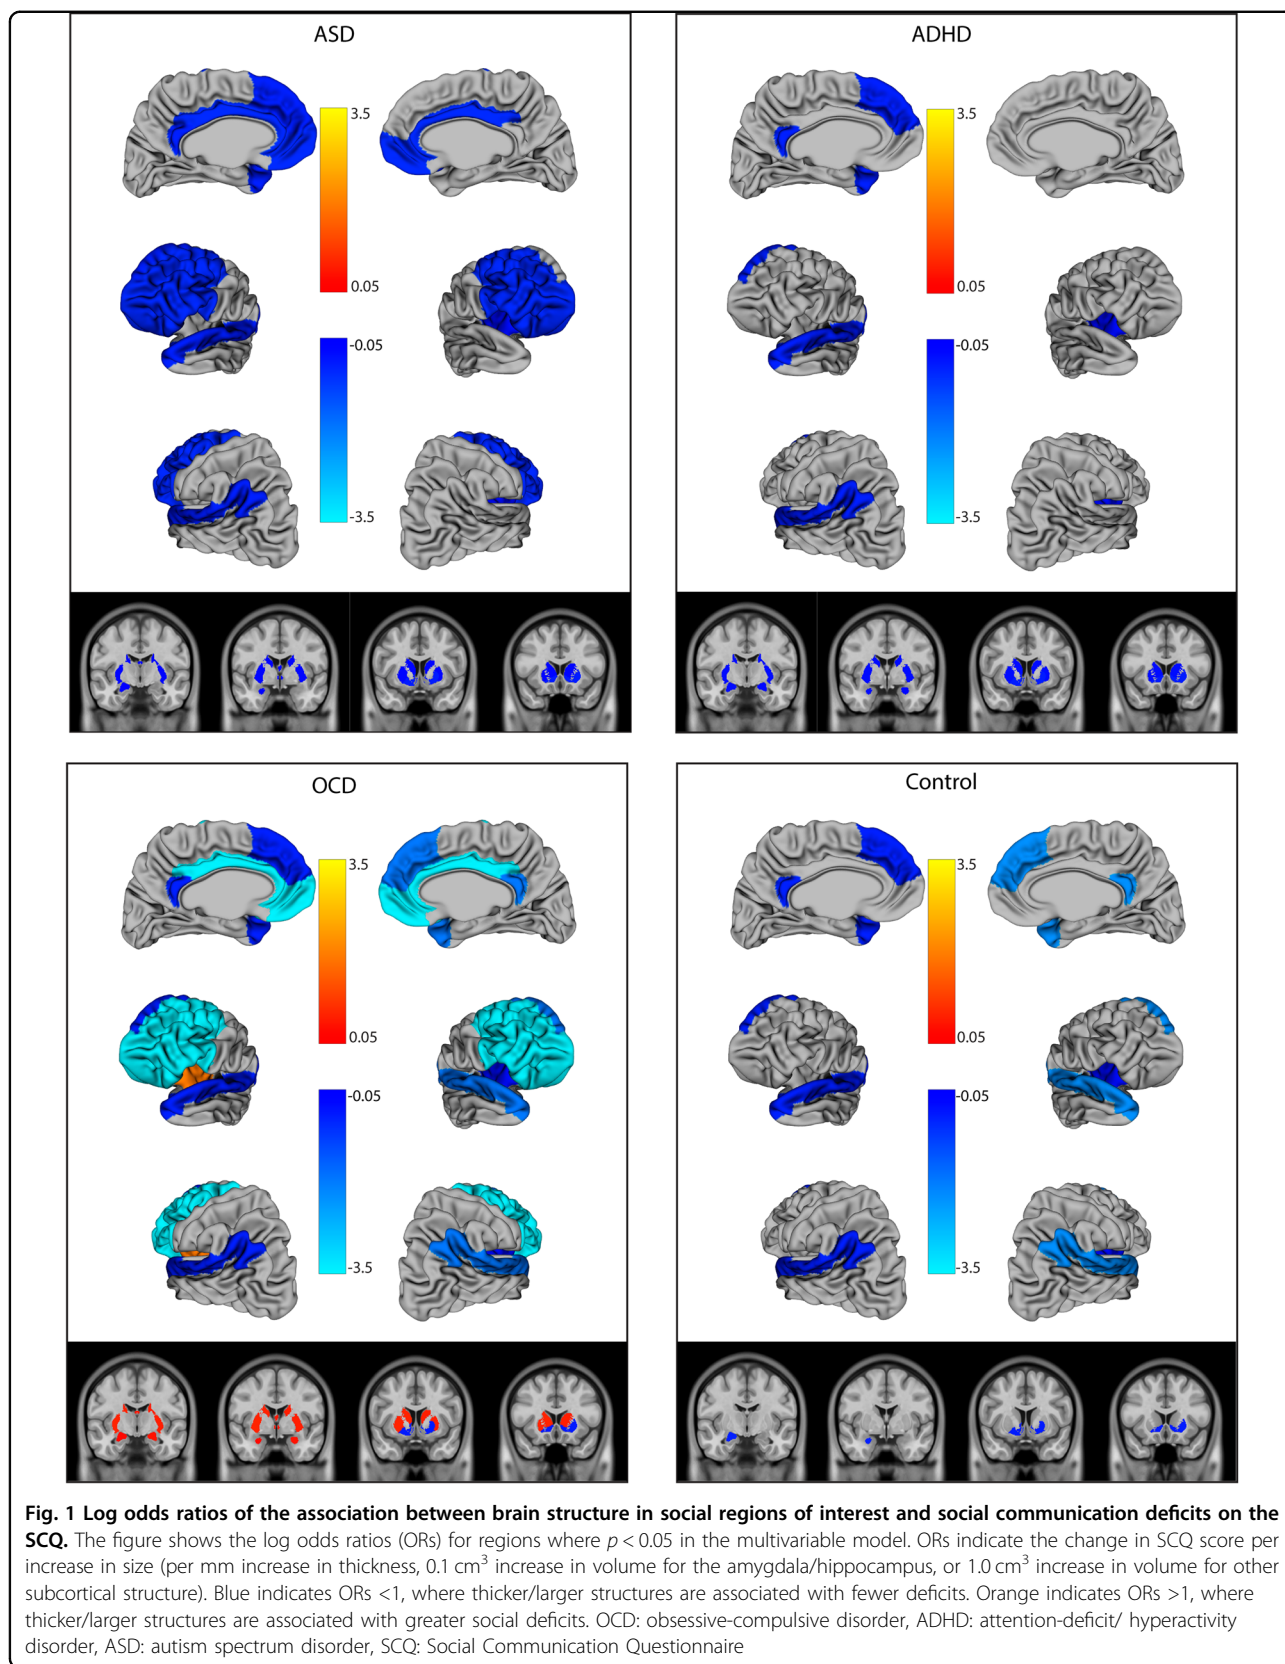 ASD
3.5
0.05
-0.05
-3.5
ADHD
3.5
0.05
-0.05
-3.5
OCD
3.5
0.05
-0.05
-3.5
Control
3.5
0.05
-0.05
-3.5
Fig. 1 Log odds ratios of the association between brain structure in social regions of interest and social communication deficits on the
SCQ. The figure shows the log odds ratios (ORs) for regions where p < 0.05 in the multivariable model. ORs indicate the change in SCQ score per
increase in size (per mm increase in thickness, 0.1 cm³ increase in volume for the amygdala/hippocampus, or 1.0 cm³ increase in volume for other
subcortical structure). Blue indicates ORs <1, where thicker/larger structures are associated with fewer deficits. Orange indicates ORs >1, where
thicker/larger structures are associated with greater social deficits. OCD: obsessive-compulsive disorder, ADHD: attention-deficit/ hyperactivity
disorder, ASD: autism spectrum disorder, SCQ: Social Communication Questionnaire